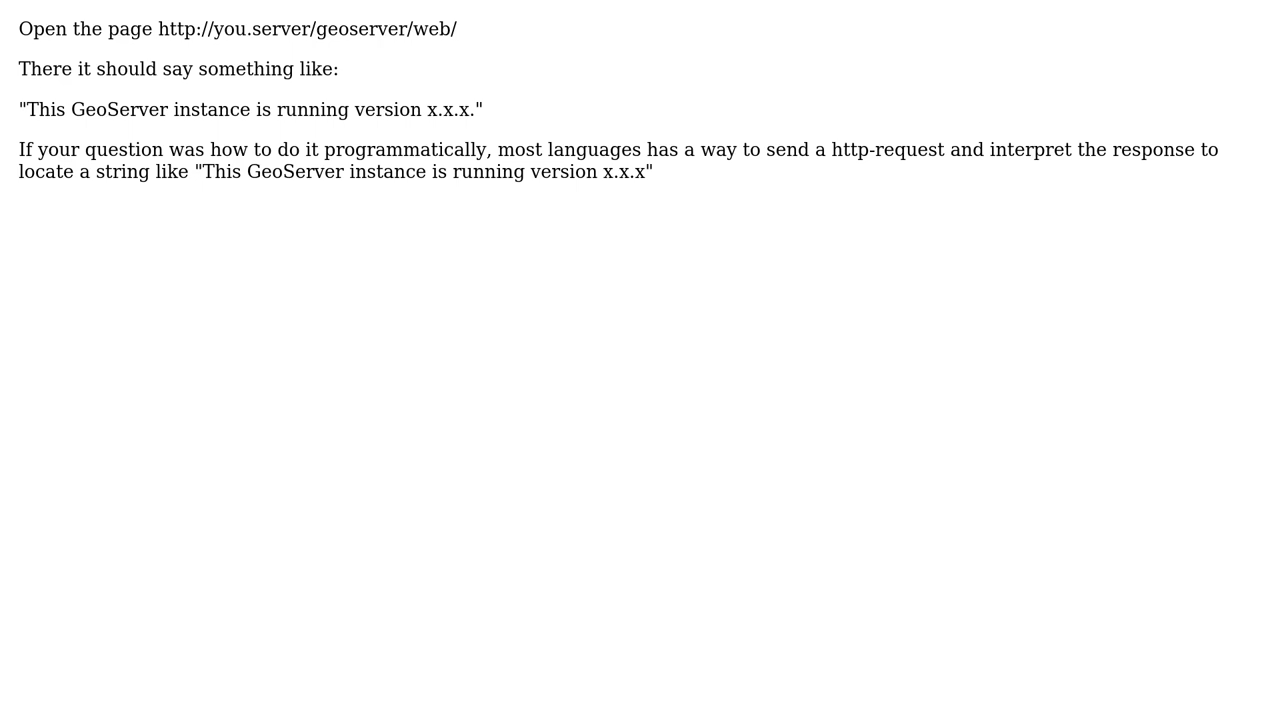 Open the page http://you.server/geoserver/web/
There it should say something like:
"This GeoServer instance is running version x.x.x."
If your question was how to do it programmatically, most languages has a way to send a http-request and interpret the response to
locate a string like "This GeoServer instance is running version x.x.x"